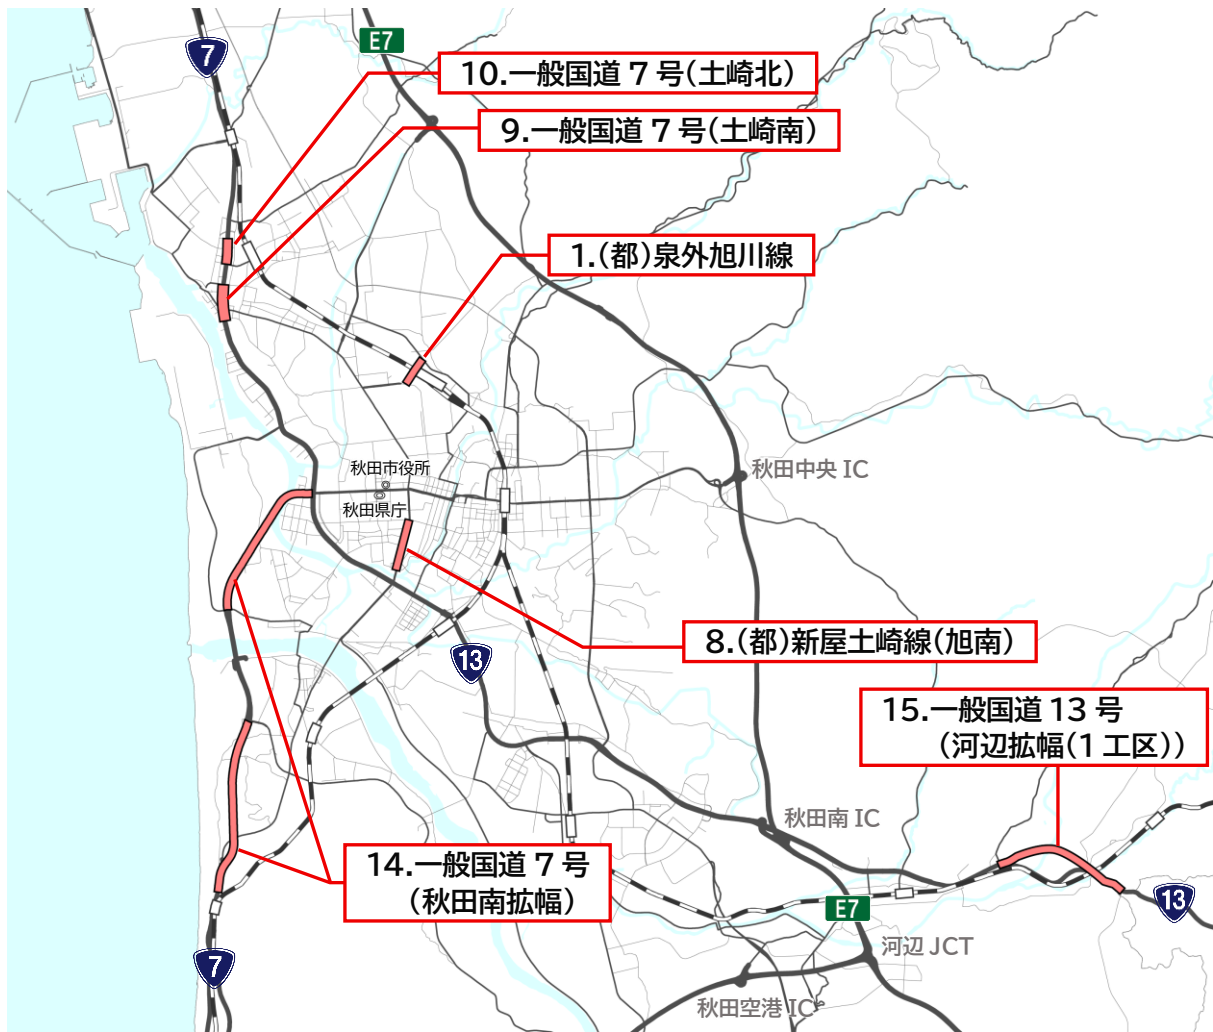 7
E7
10.一般国道 7 号(土崎北)
9.一般国道 7 号(土崎南)
1.(都)泉外旭川線
秋田市役所
秋田県庁
秋田中央 IC
8.(都)新屋土崎線(旭南)
13
15.一般国道 13 号
(河辺拡幅(1 工区))
秋田南 IC
14.一般国道 7 号
(秋田南拡幅)
E7
13
河辺 JCT
7
秋田空港 IC